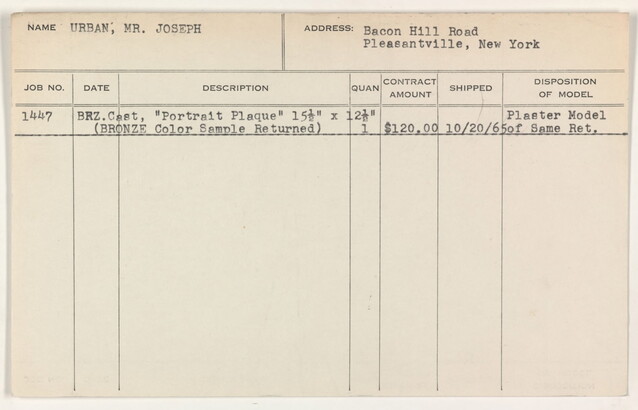 NAME URBAN, MR. JOSEPH ADDRESS: Bacon Hill Road
Pleasantville, New York
JOB NO. DATE DESCRIPTION QUAN CONTRACT AMOUNT SHIPPED DISPOSITION OF MODEL
1447 BRZ.Cast, "Portrait Plaque" 15½" x 12½" Plaster Model
(BRONZE Color Sample Returned) 1 $120.00 10/20/65 of Same Ret.